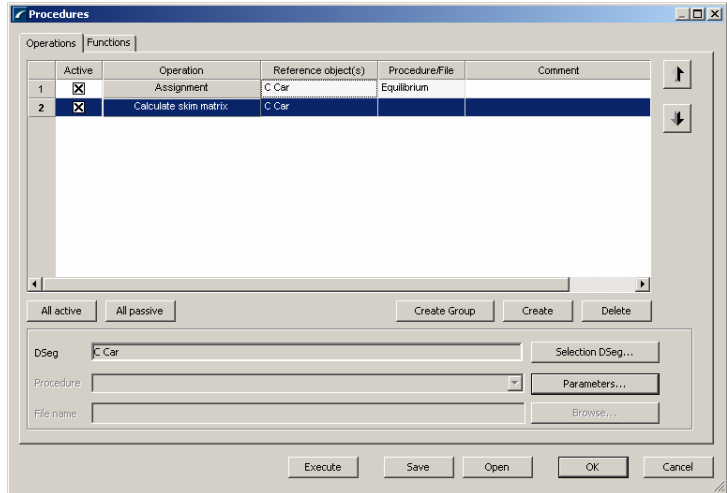 Procedures
Operations Functions
Active Operation Reference object(s) Procedure/File Comment
1 Assignment C Car Equilibrium
2 Calculate skim matrix C Car
All active All passive Create Group Create Delete
DSeg C Car Selection DSeg...
Procedure Parameters...
File name Browse...
Execute Save Open OK Cancel